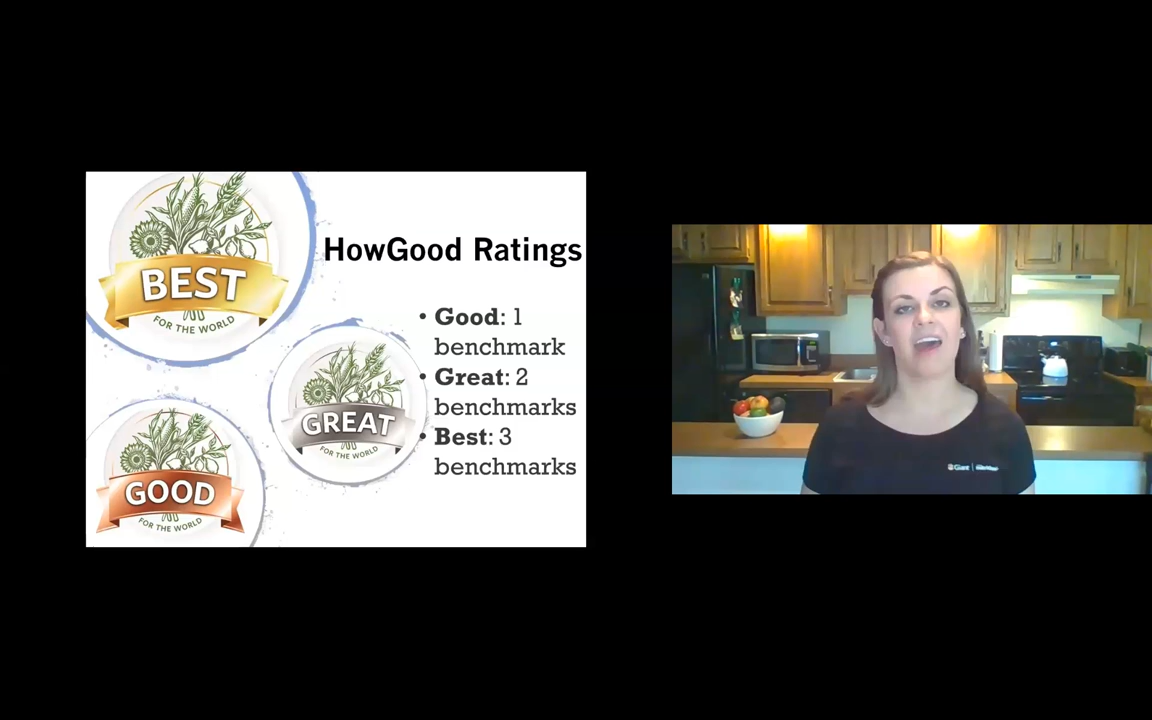 BEST
FOR THE WORLD
GREAT
FOR THE WORLD
GOOD
FOR THE WORLD
HowGood Ratings
• Good: 1
benchmark
• Great: 2
benchmarks
• Best: 3
benchmarks
Giant